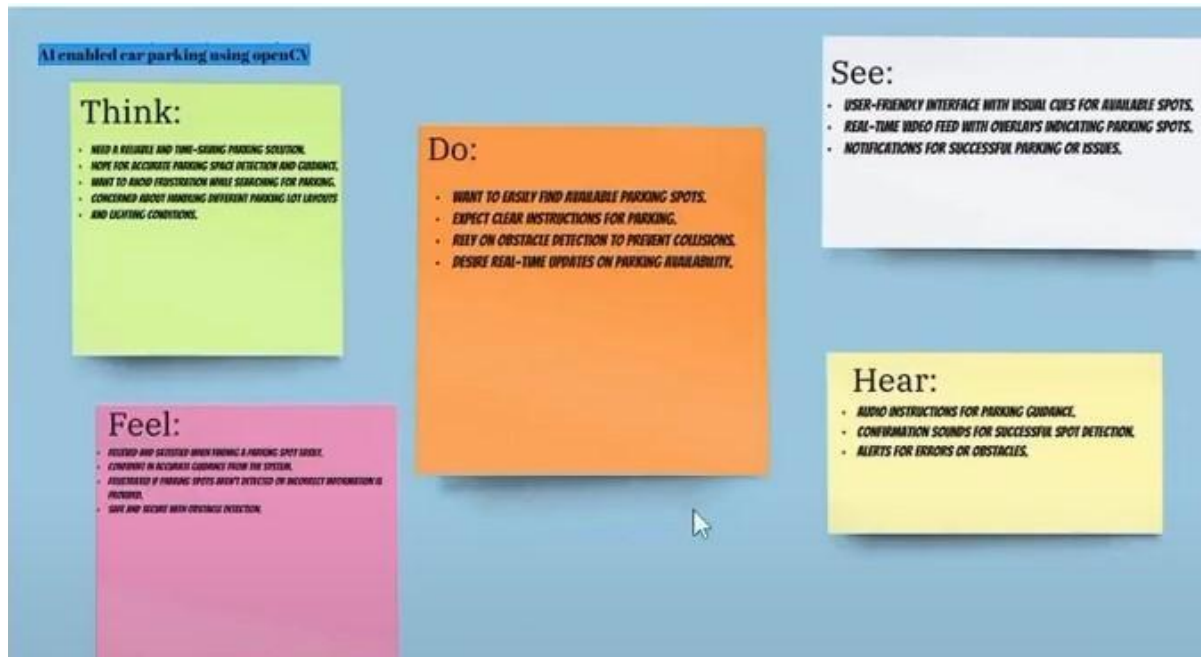 AI enabled car parking using openCV
Think:
• NEED A RELIABLE AND TIME-SAVING PARKING SOLUTION.
• HOPE FOR ACCURATE PARKING SPACE DETECTION AND GUIDANCE.
• WANT TO AVOID FRUSTRATION WHILE SEARCHING FOR PARKING.
• CONCERNED ABOUT HANDLING DIFFERENT PARKING LOT LAYOUTS
• AND LIGHTING CONDITIONS.
Feel:
• RELIEVED AND SATISFIED WHEN FINDING A PARKING SPOT EASILY.
• CONFIDENT IN ACCURATE GUIDANCE FROM THE SYSTEM.
• FRUSTRATED IF PARKING SPOTS AREN'T DETECTED OR INCORRECT INFORMATION IS
PROVIDED.
• SAFE AND SECURE WITH OBSTACLE DETECTION.
Do:
• WANT TO EASILY FIND AVAILABLE PARKING SPOTS.
• EXPECT CLEAR INSTRUCTIONS FOR PARKING.
• RELY ON OBSTACLE DETECTION TO PREVENT COLLISIONS.
• DESIRE REAL-TIME UPDATES ON PARKING AVAILABILITY.
See:
• USER-FRIENDLY INTERFACE WITH VISUAL CUES FOR AVAILABLE SPOTS.
• REAL-TIME VIDEO FEED WITH OVERLAYS INDICATING PARKING SPOTS.
• NOTIFICATIONS FOR SUCCESSFUL PARKING OR ISSUES.
Hear:
• AUDIO INSTRUCTIONS FOR PARKING GUIDANCE.
• CONFIRMATION SOUNDS FOR SUCCESSFUL SPOT DETECTION.
• ALERTS FOR ERRORS OR OBSTACLES.